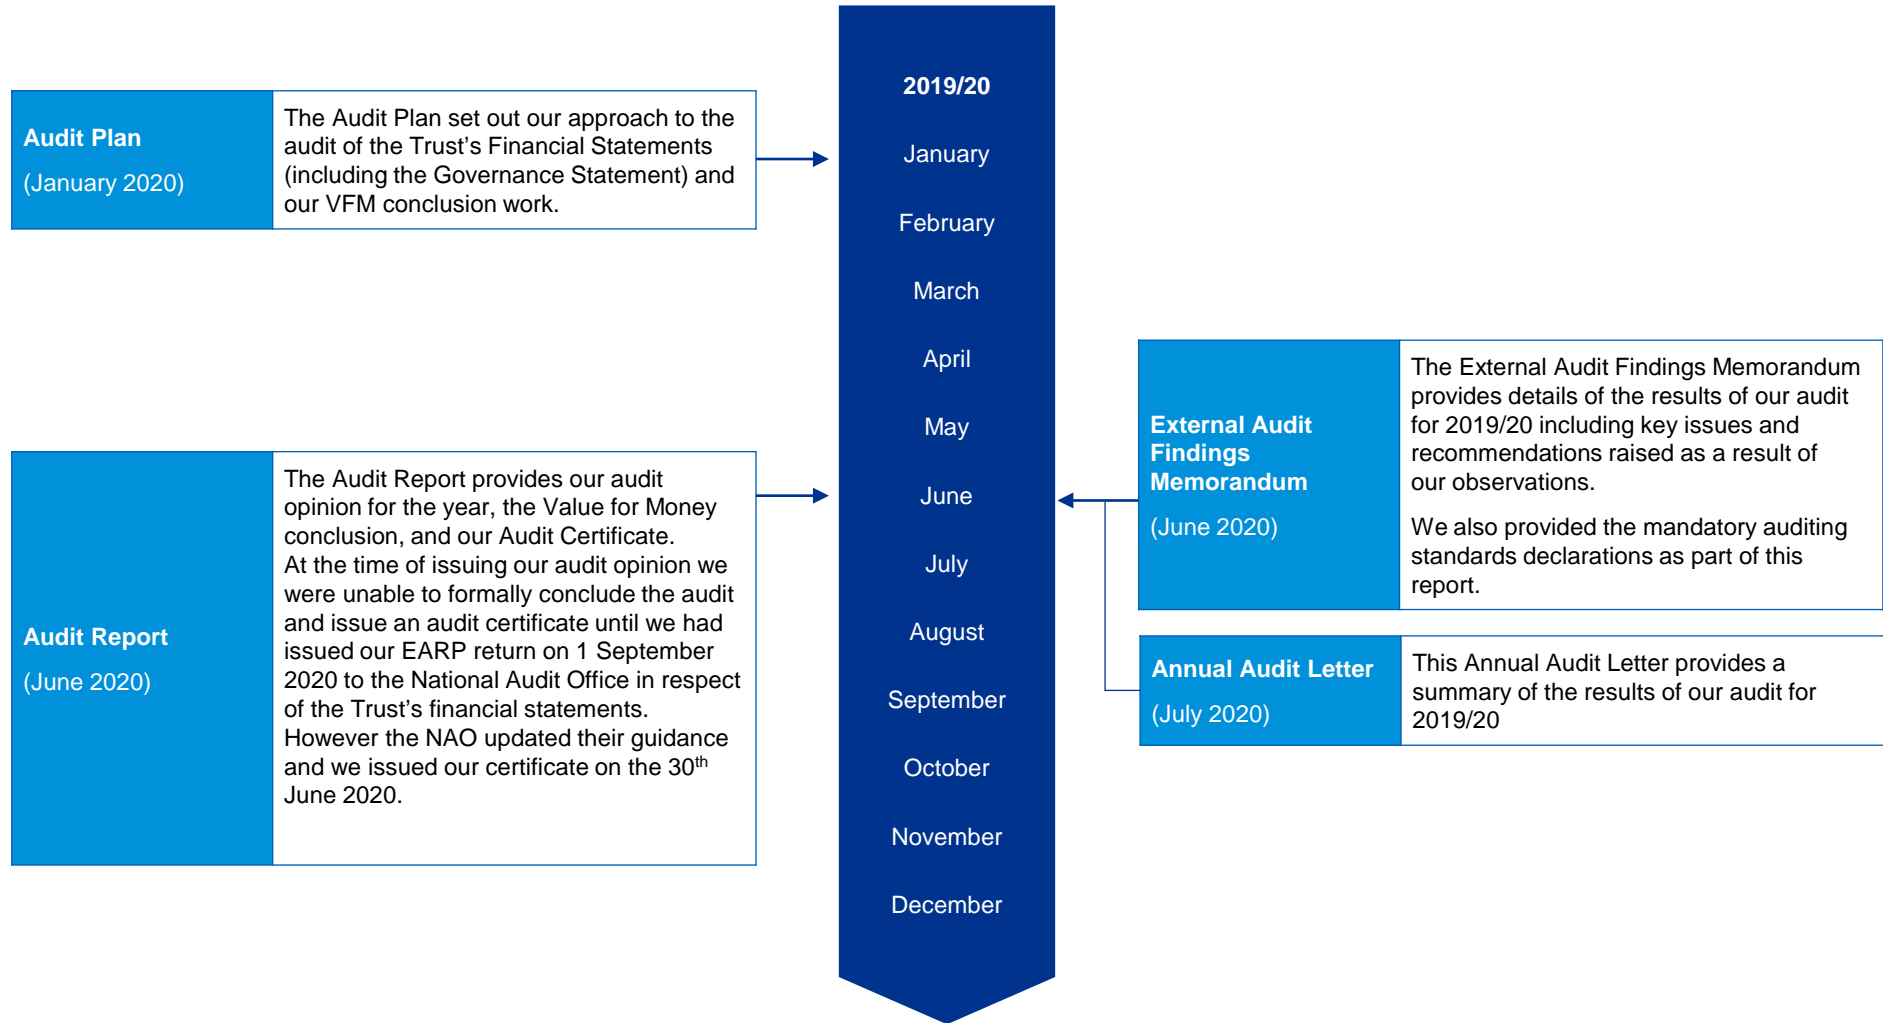 Audit Plan
(January 2020)
The Audit Plan set out our approach to the
audit of the Trust’s Financial Statements
(including the Governance Statement) and
our VFM conclusion work.
Audit Report
(June 2020)
The Audit Report provides our audit
opinion for the year, the Value for Money
conclusion, and our Audit Certificate.
At the time of issuing our audit opinion we
were unable to formally conclude the audit
and issue an audit certificate until we had
issued our EARP return on 1 September
2020 to the National Audit Office in respect
of the Trust’s financial statements.
However the NAO updated their guidance
and we issued our certificate on the 30th
June 2020.
2019/20
January
February
March
April
May
June
July
August
September
October
November
December
External Audit
Findings
Memorandum
(June 2020)
The External Audit Findings Memorandum
provides details of the results of our audit
for 2019/20 including key issues and
recommendations raised as a result of
our observations.
We also provided the mandatory auditing
standards declarations as part of this
report.
Annual Audit Letter
(July 2020)
This Annual Audit Letter provides a
summary of the results of our audit for
2019/20